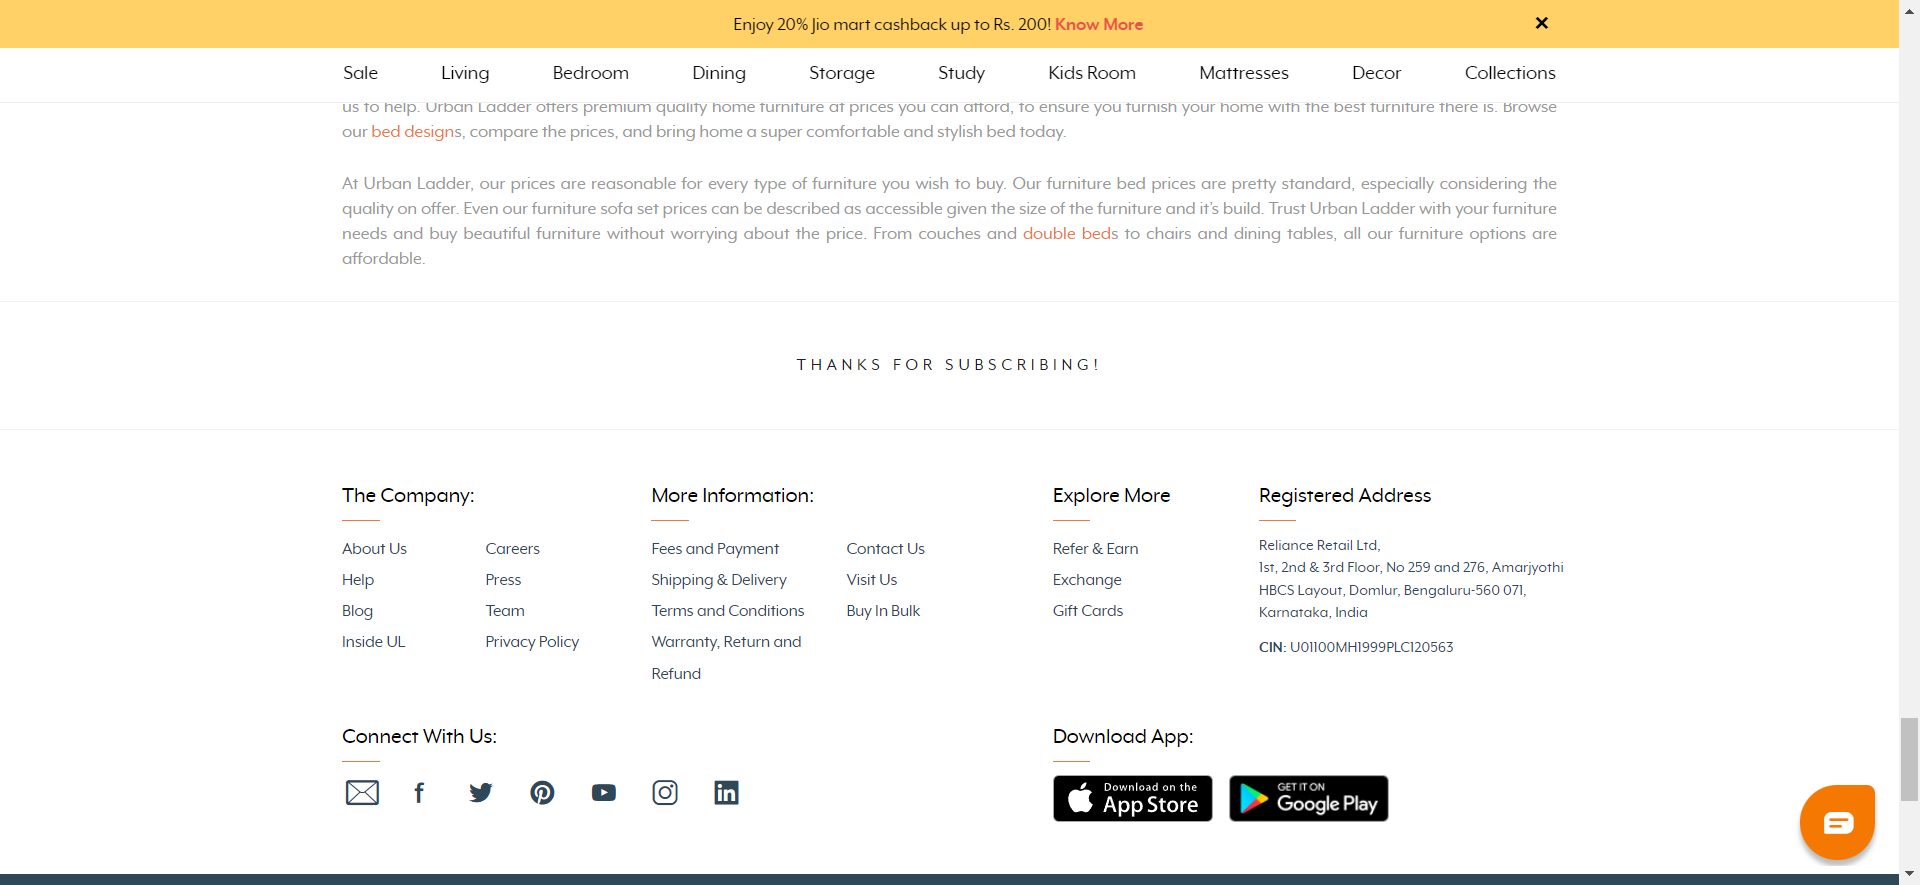 Enjoy 20% Jio mart cashback up to Rs. 200! Know More
Sale Living Bedroom Dining Storage Study Kids Room Mattresses Decor Collections
us to help. Urban Ladder offers premium quality home furniture at prices you can afford, to ensure you furnish your home with the best furniture there is. Browse
our bed designs, compare the prices, and bring home a super comfortable and stylish bed today.
At Urban Ladder, our prices are reasonable for every type of furniture you wish to buy. Our furniture bed prices are pretty standard, especially considering the
quality on offer. Even our furniture sofa set prices can be described as accessible given the size of the furniture and it's build. Trust Urban Ladder with your furniture
needs and buy beautiful furniture without worrying about the price. From couches and double beds to chairs and dining tables, all our furniture options are
affordable.
THANKS FOR SUBSCRIBING!
The Company:
About Us
Help
Blog
Inside UL
Careers
Press
Team
Privacy Policy
More Information:
Fees and Payment
Shipping & Delivery
Terms and Conditions
Warranty, Return and
Refund
Contact Us
Visit Us
Buy In Bulk
Explore More
Refer & Earn
Exchange
Gift Cards
Registered Address
Reliance Retail Ltd,
1st, 2nd & 3rd Floor, No 259 and 276, Amarjyothi
HBCS Layout, Domlur, Bengaluru-560 071,
Karnataka, India
CIN: U01100MH1999PLC120563
Connect With Us:
Download App:
Download on the
App Store
GET IT ON
Google Play